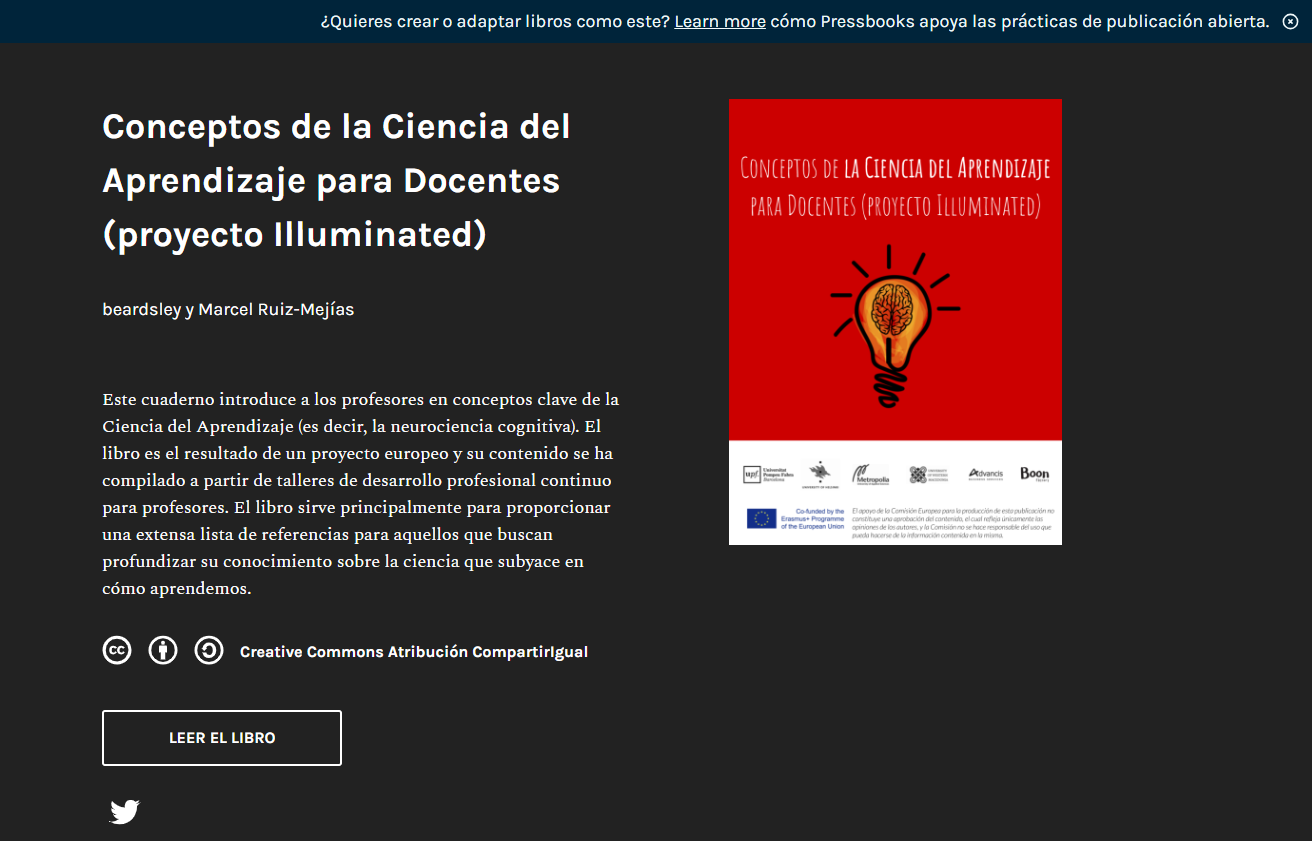 ¿Quieres crear o adaptar libros como este? Learn more cómo Pressbooks apoya las prácticas de publicación abierta.
Conceptos de la Ciencia del
Aprendizaje para Docentes
(proyecto Illuminated)
beardsley y Marcel Ruiz-Mejías
Este cuaderno introduce a los profesores en conceptos clave de la
Ciencia del Aprendizaje (es decir, la neurociencia cognitiva). El
libro es el resultado de un proyecto europeo y su contenido se ha
compilado a partir de talleres de desarrollo profesional continuo
para profesores. El libro sirve principalmente para proporcionar
una extensa lista de referencias para aquellos que buscan
profundizar su conocimiento sobre la ciencia que subyace en
cómo aprendemos.
cc
Creative Commons Atribución CompartirIgual
LEER EL LIBRO
Conceptos de la Ciencia del Aprendizaje
para Docentes (proyecto Illuminated)
upf. Universitat
Pompeu Fabra
Barcelona
UNIVERSITY OF HELSINKI
Metropolia
Advancis
Boon
Co-funded by the
Erasmus+ Programme
of the European Union
El apoyo de la Comisión Europea para la producción de esta publicación no
constituye una aprobación del contenido, el cual refleja únicamente las
opiniones de los autores, y la Comisión no se hace responsable del uso que
pueda hacerse de la información contenida en la misma.